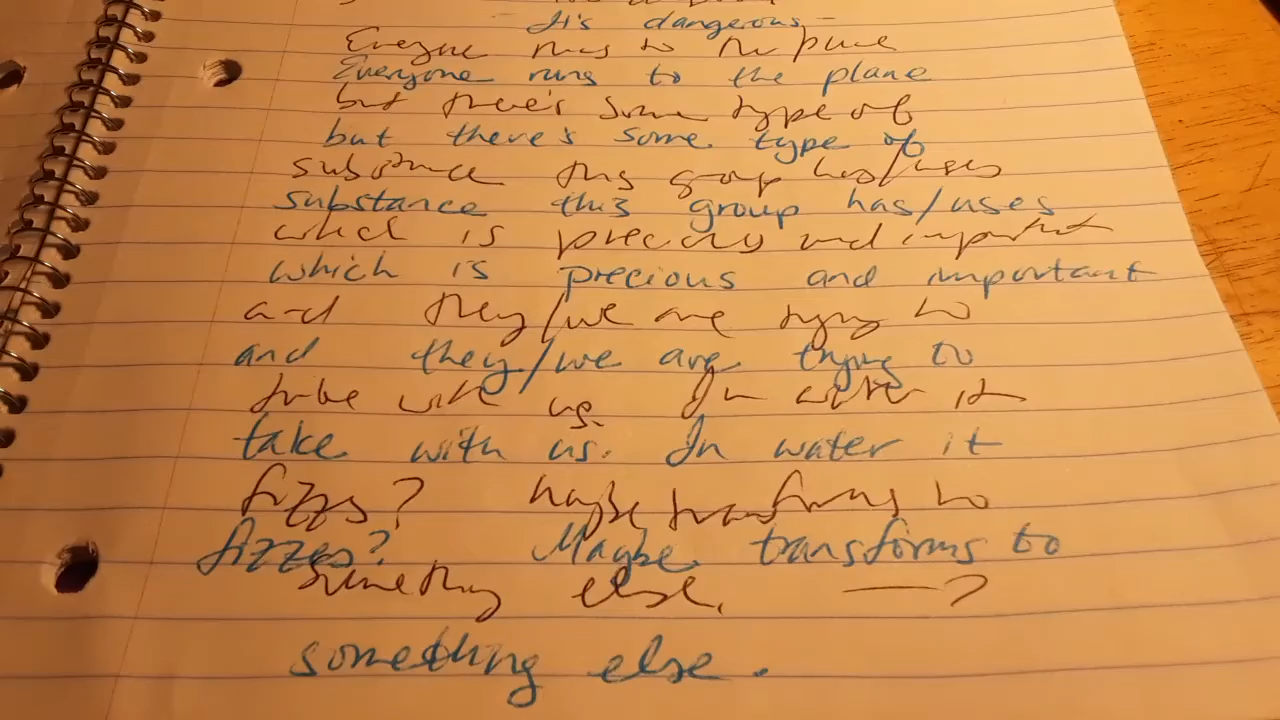 It's dangerous
Everyone runs to the plane
Everyone runs to the plane
but there's some type of
but there's some type of
substance this group has/uses
substance this group has/uses
which is precious and important
which is precious and important
and they/we are trying to
and they/we are trying to
take with us. In water it
take with us. In water it
fizzes? Maybe transforms to
fizzes? Maybe transforms to
something else. →
something else.